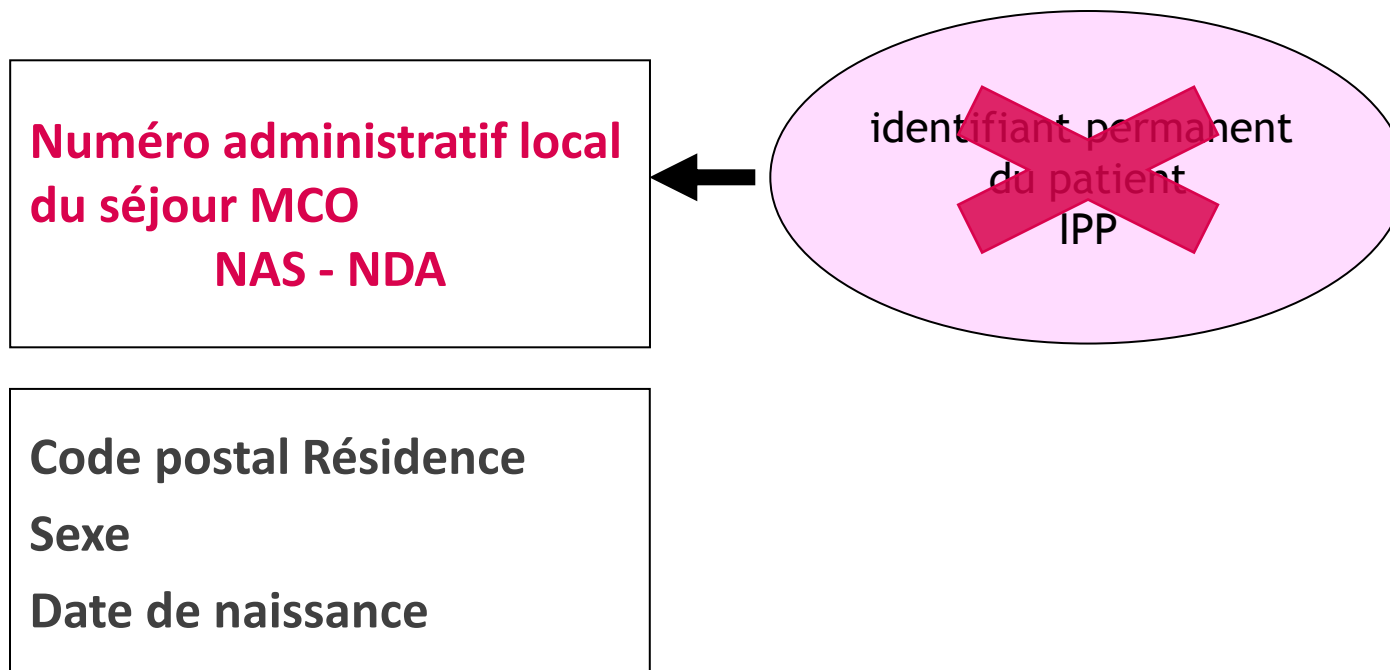 Numéro administratif local
du séjour MCO
NAS - NDA
identifiant permanent
du patient
IPP
Code postal Résidence
Sexe
Date de naissance